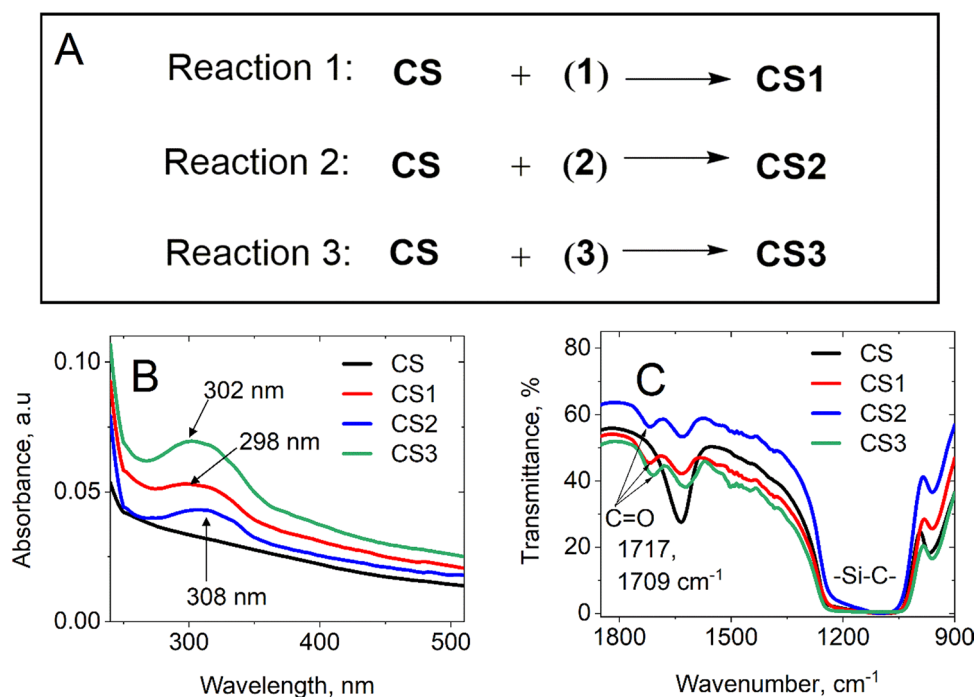 A
Reaction 1: CS + (1) CS1
Reaction 2: CS + (2) CS2
Reaction 3: CS + (3) CS3
B
0.10
0.05
0.00
Absorbance, a.u
302 nm
298 nm
308 nm
CS
CS1
CS2
CS3
300 400 500
Wavelength, nm
C
80
60
40
20
0
Transmittance, %
CS
CS1
CS2
CS3
C=O
1717,
1709 cm-1
-Si-C-
1800 1500 1200 900
Wavenumber, cm-1